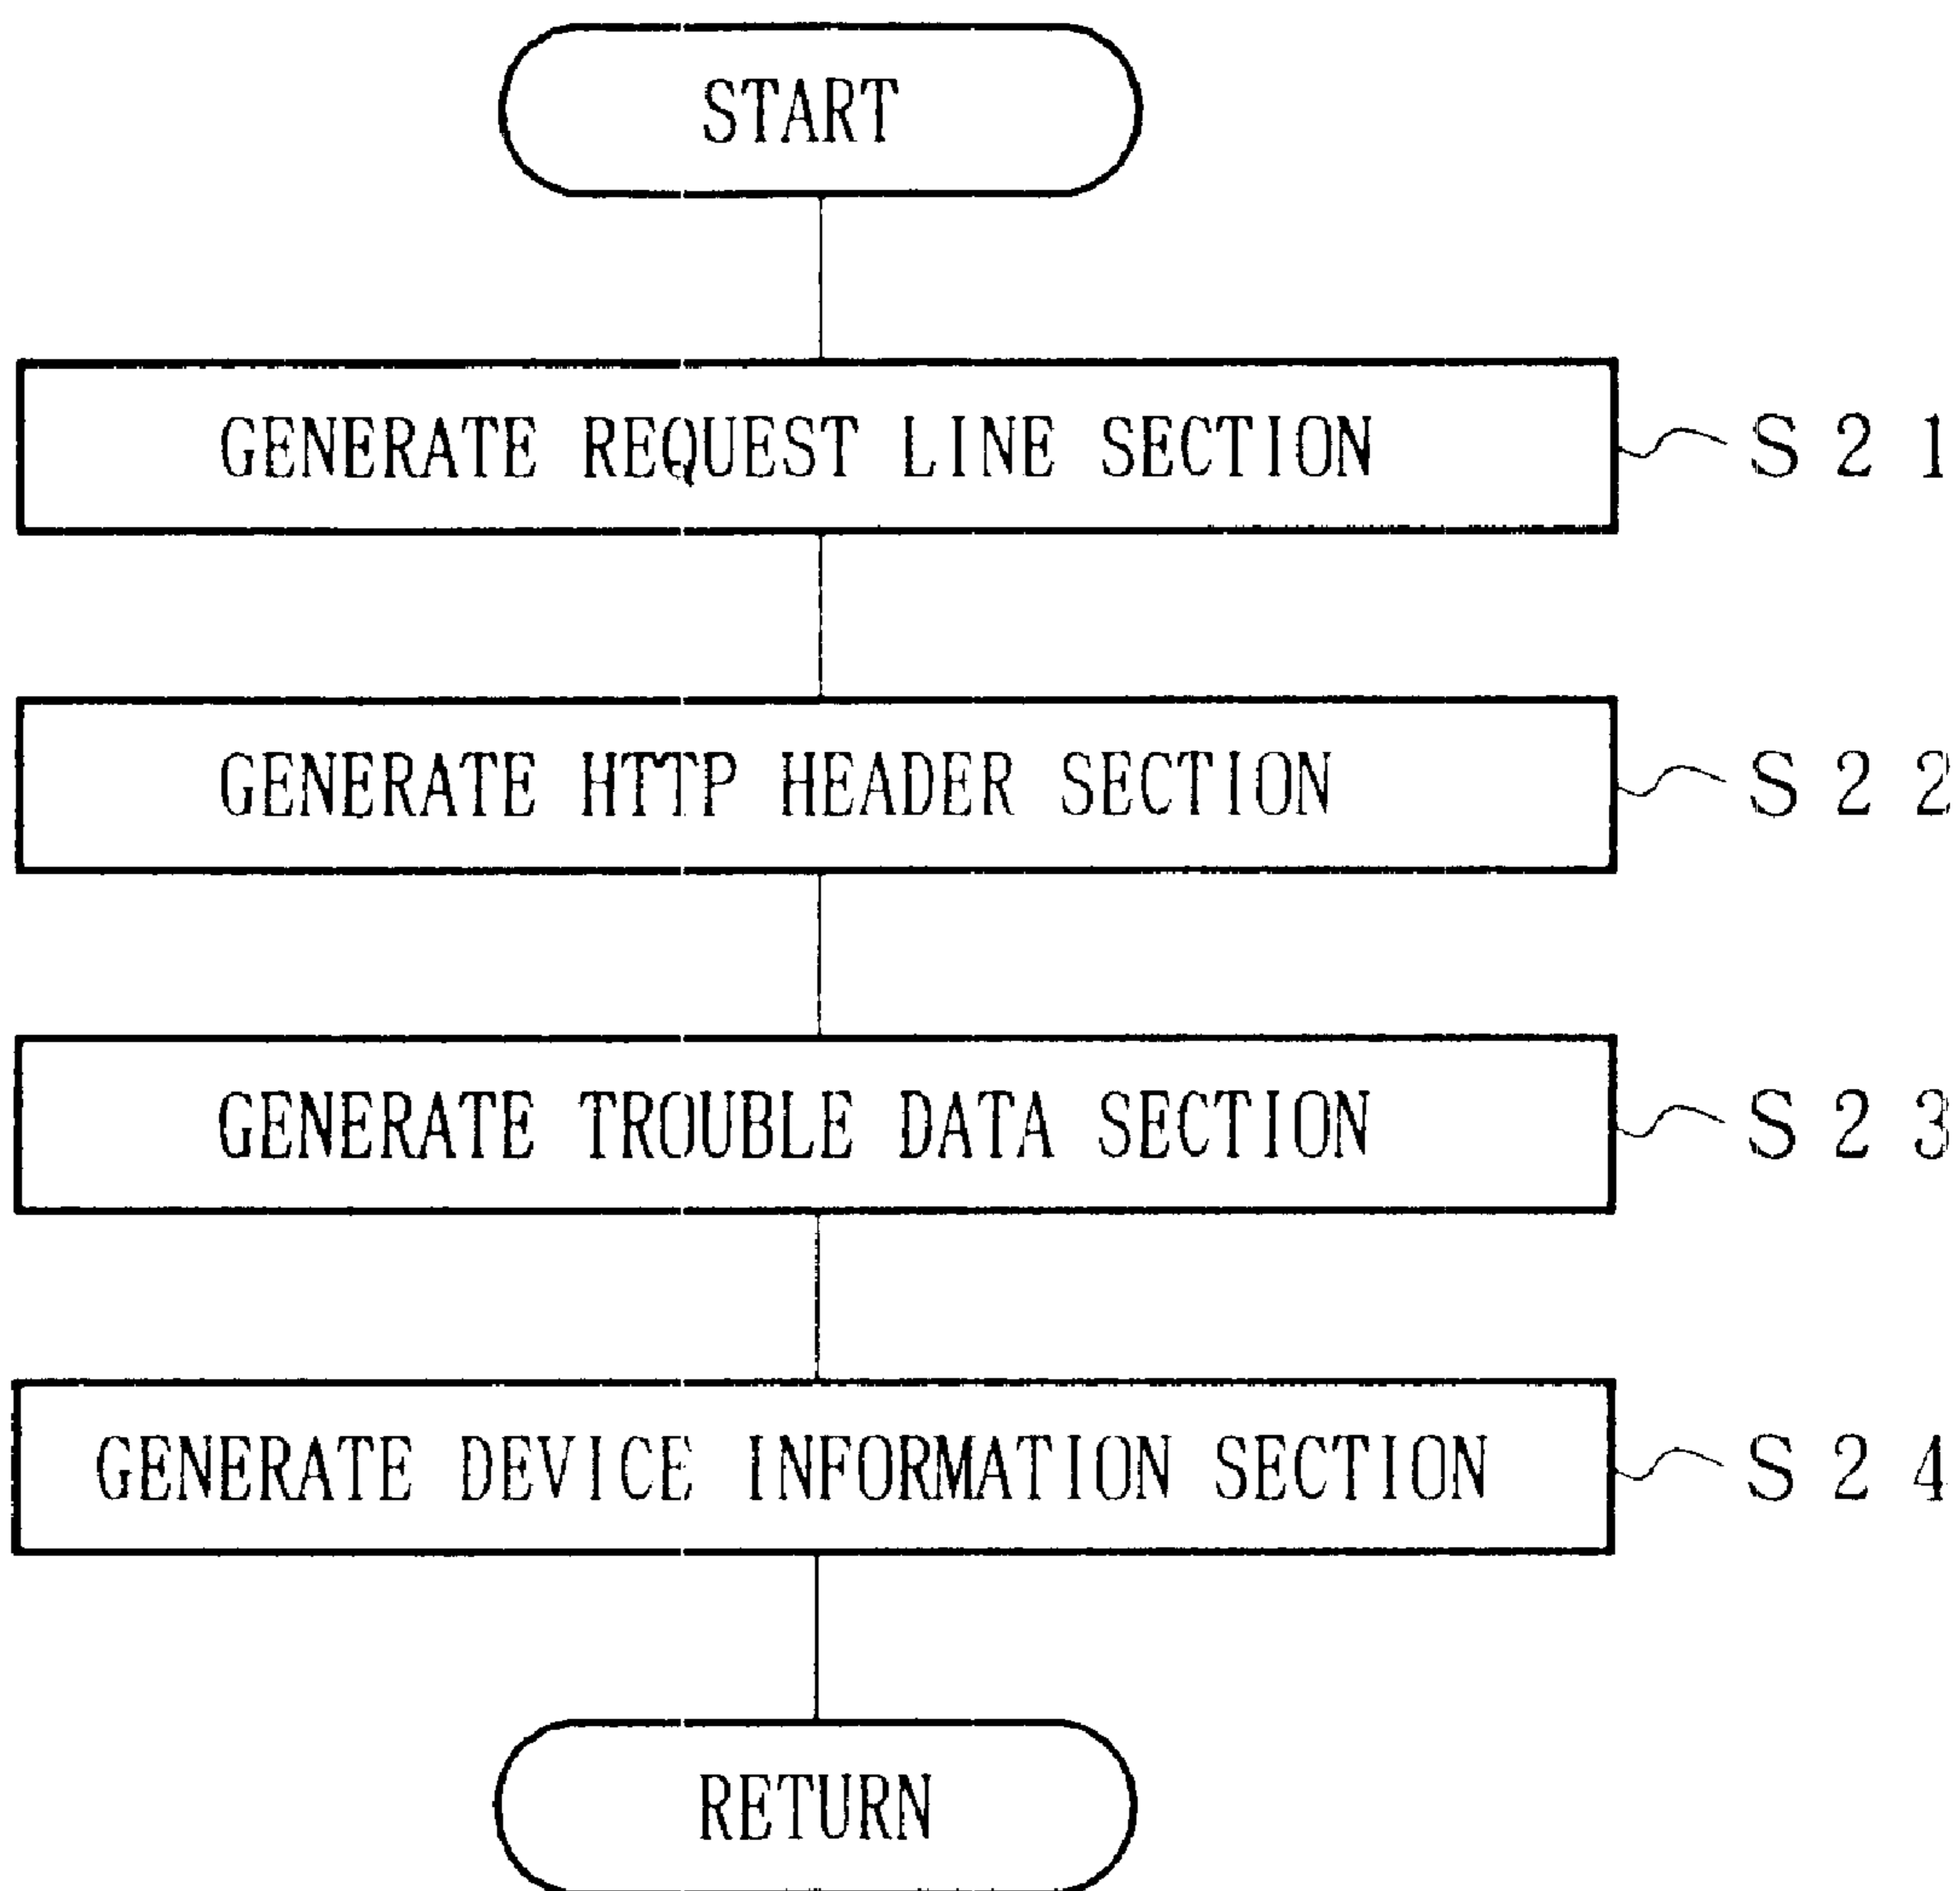 START
GENERATE REQUEST LINE SECTION S21
GENERATE HTTP HEADER SECTION S22
GENERATE TROUBLE DATA SECTION S23
GENERATE DEVICE INFORMATION SECTION S24
RETURN